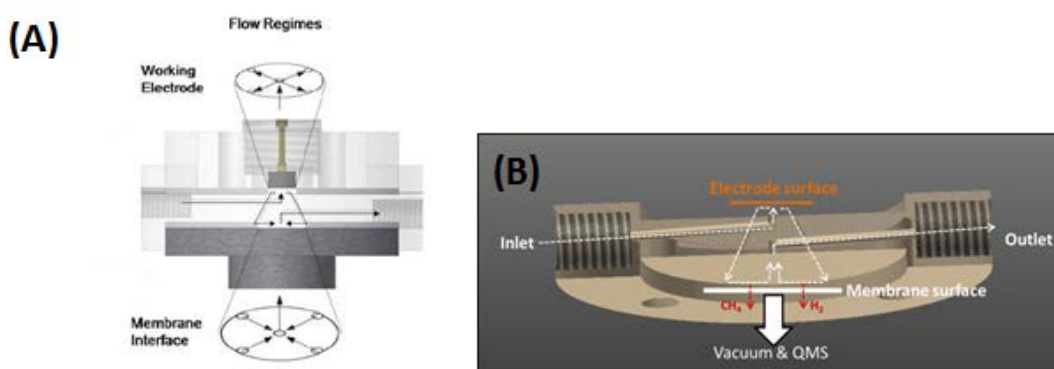 (A)
Flow Regimes
Working
Electrode
Membrane
Interface
(B)
Electrode surface
Inlet
Outlet
Membrane surface
CH₄
H₂
Vacuum & QMS